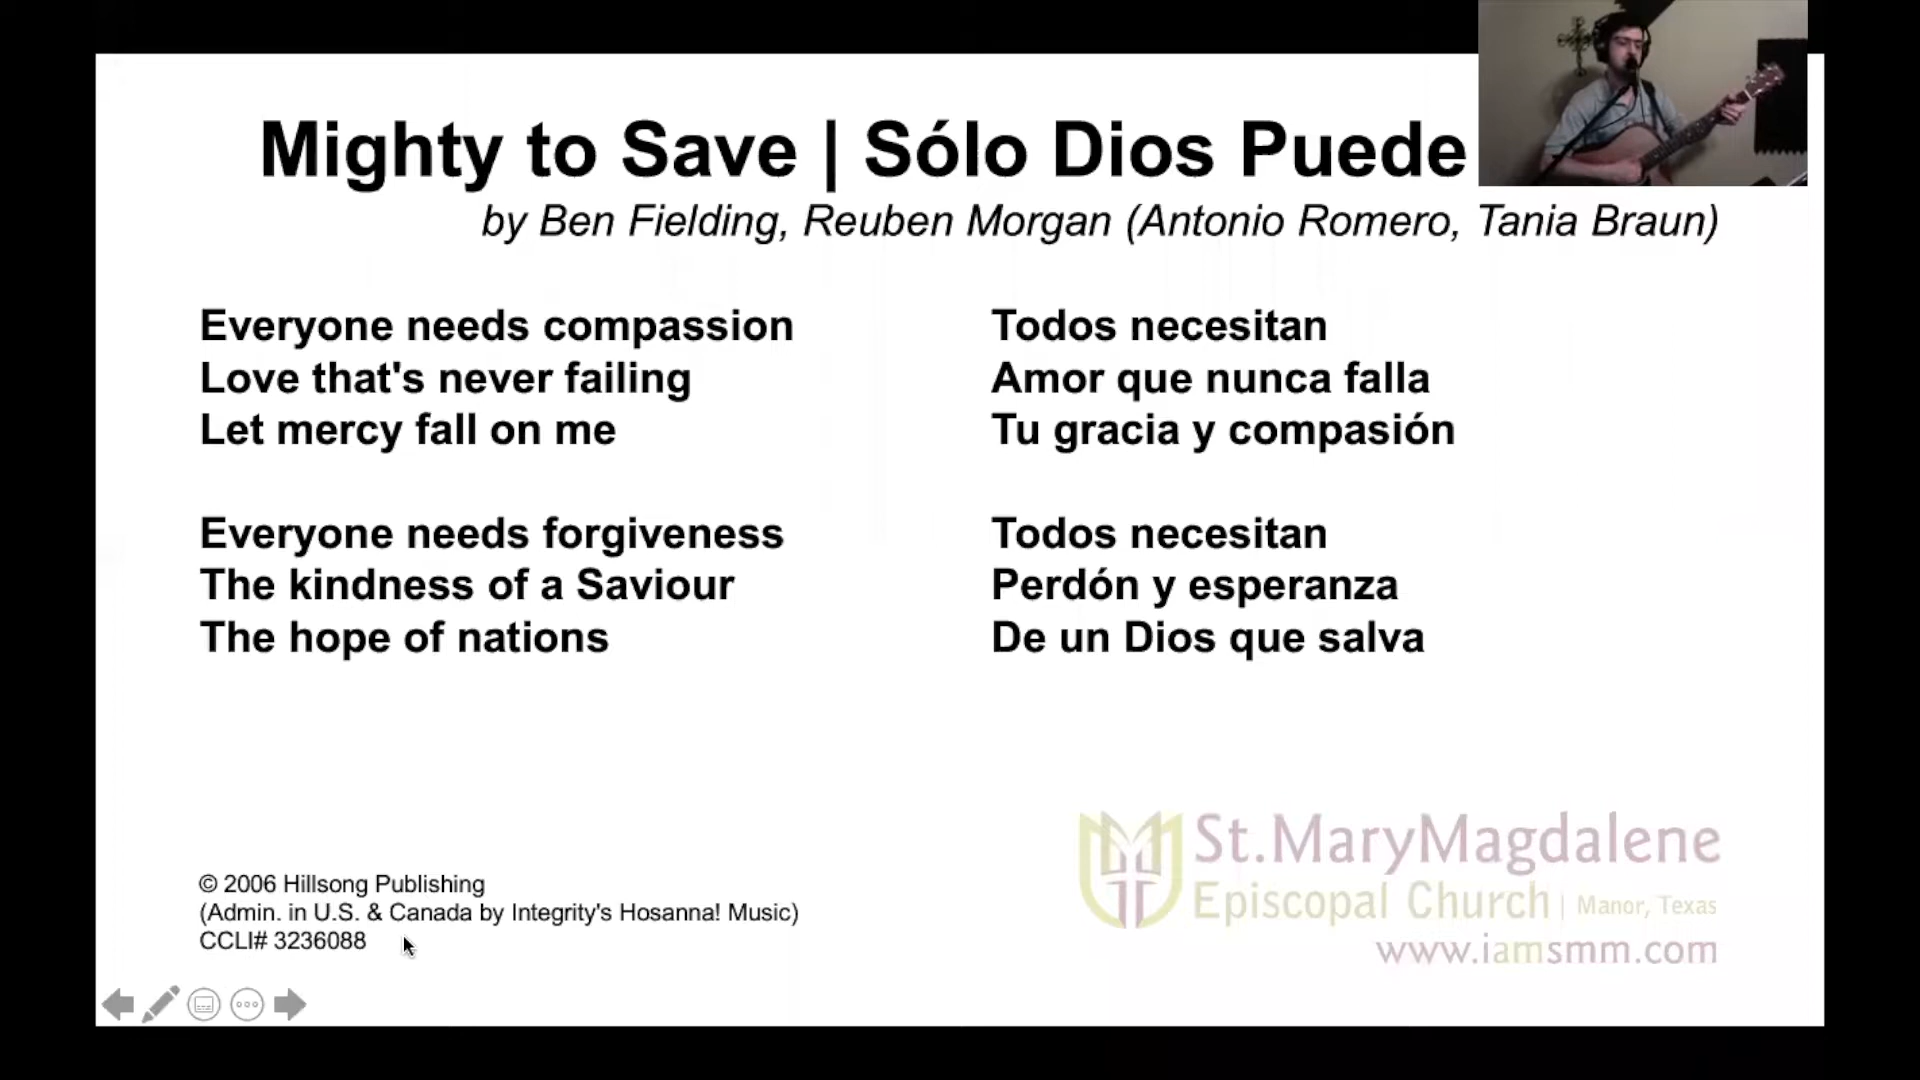 Mighty to Save | Sólo Dios Puede
by Ben Fielding, Reuben Morgan (Antonio Romero, Tania Braun)
Everyone needs compassion
Love that's never failing
Let mercy fall on me
Everyone needs forgiveness
The kindness of a Saviour
The hope of nations
Todos necesitan
Amor que nunca falla
Tu gracia y compasión
Todos necesitan
Perdón y esperanza
De un Dios que salva
© 2006 Hillsong Publishing
(Admin. in U.S. & Canada by Integrity's Hosanna! Music)
CCLI# 3236088
St.MaryMagdalene
Episcopal Church | Manor, Texas
www.iamsmm.com